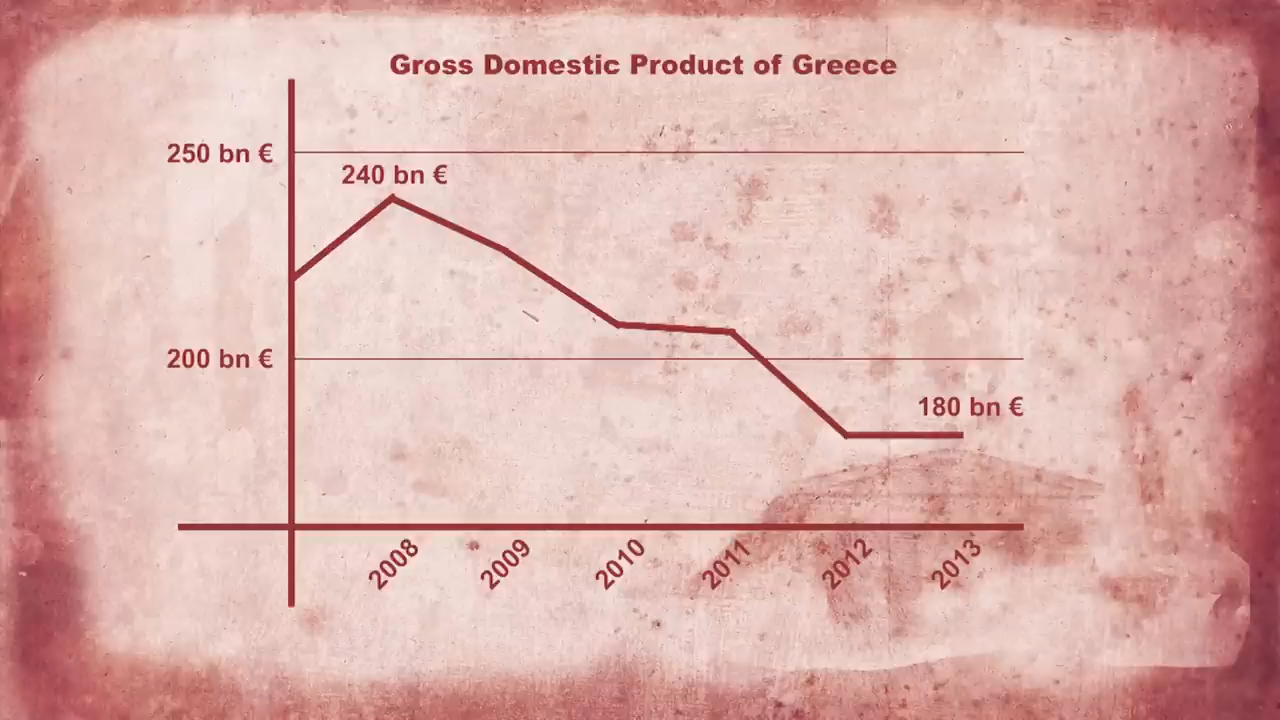 Gross Domestic Product of Greece
250 bn €
240 bn €
200 bn €
180 bn €
2008
2009
2010
2011
2012
2013